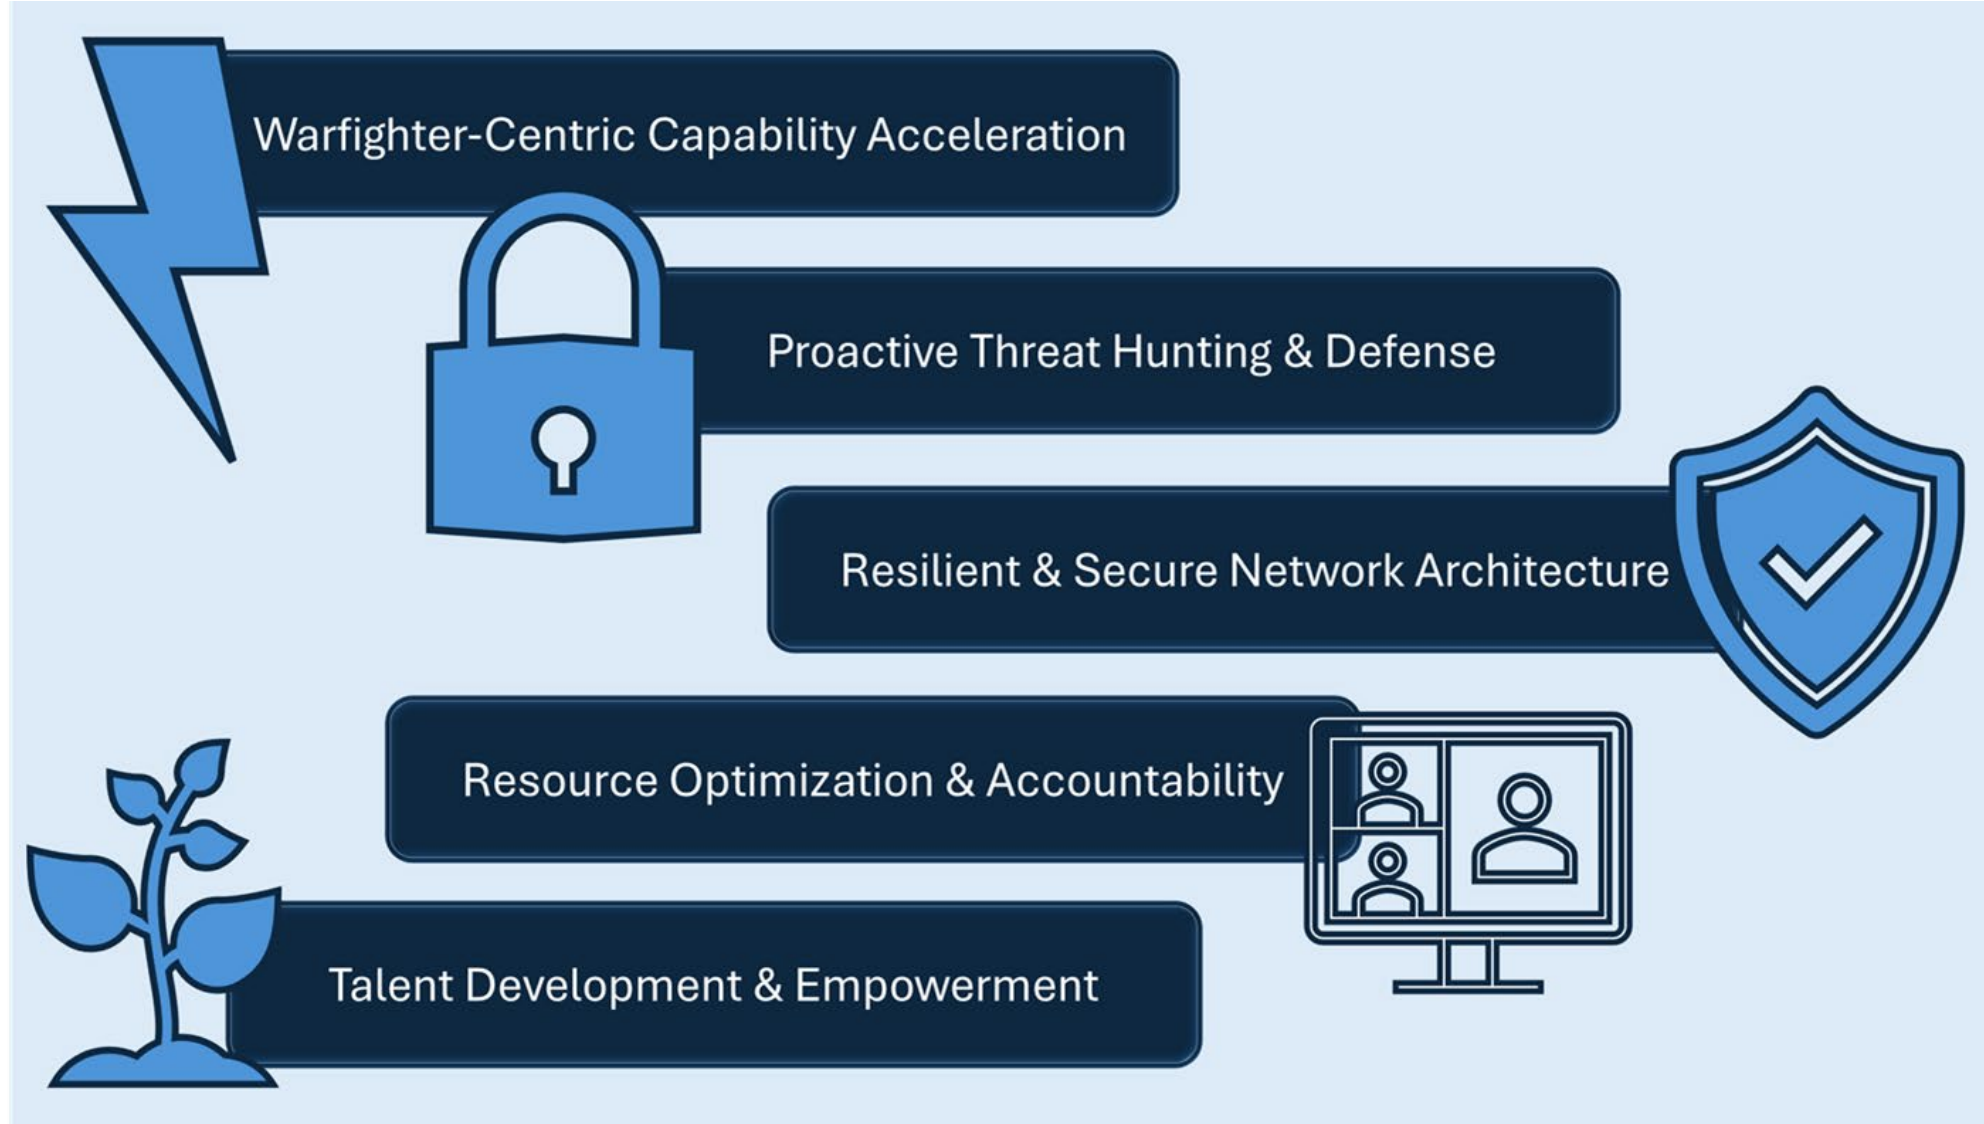 Warfighter-Centric Capability Acceleration
Proactive Threat Hunting & Defense
Resilient & Secure Network Architecture
Resource Optimization & Accountability
Talent Development & Empowerment